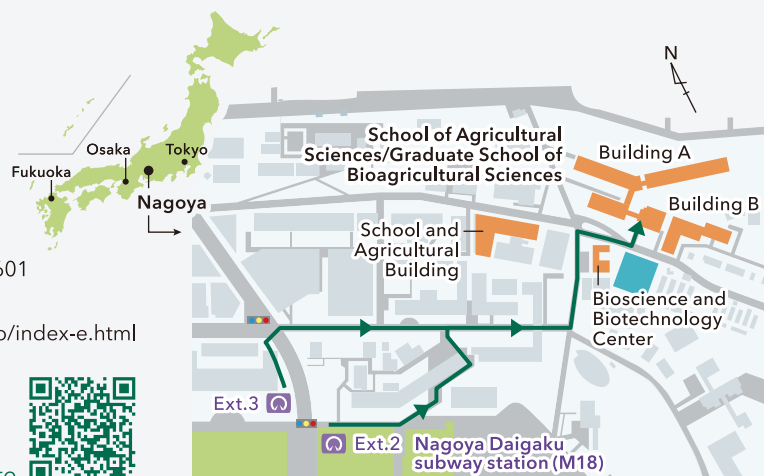 Osaka
Tokyo
Fukuoka
Nagoya
N
School of Agricultural
Sciences/Graduate School of
Bioagricultural Sciences
Building A
Building B
School and
Agricultural
Building
Bioscience and
Biotechnology
Center
601
o/index-e.html
Ext.3
Ext.2
Nagoya Daigaku
subway station (M18)